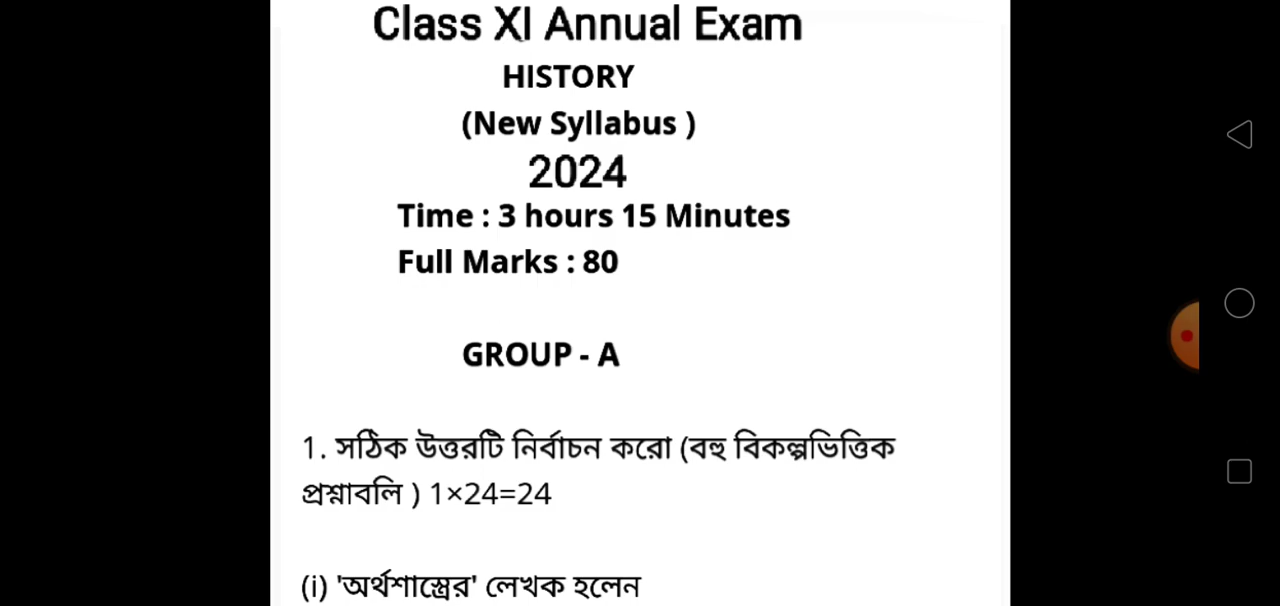 Class XI Annual Exam
HISTORY
(New Syllabus )
2024
Time : 3 hours 15 Minutes
Full Marks : 80
GROUP - A
1. সঠিক উত্তরটি নির্বাচন করো (বহু বিকল্পভিত্তিক
প্রশ্নাবলি ) 1×24=24
(i) 'অর্থশাস্ত্রের' লেখক হলেন